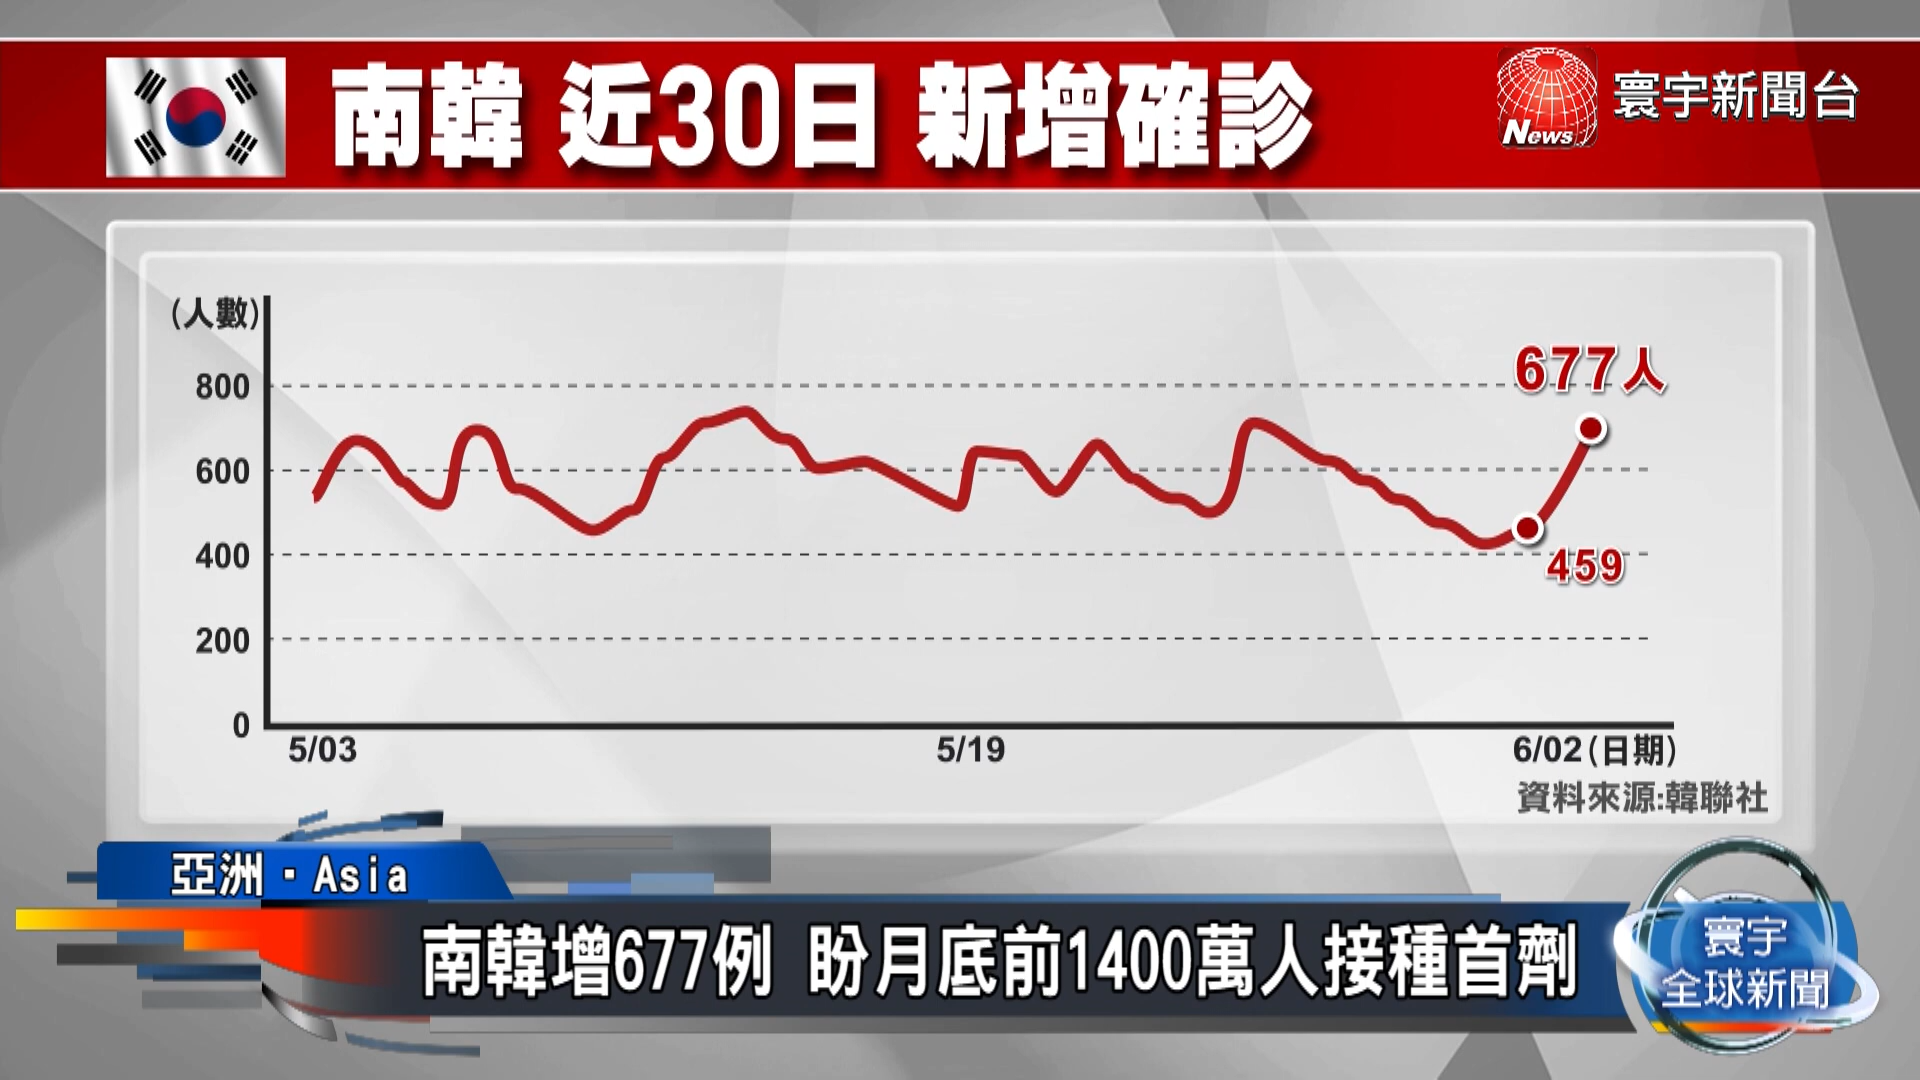 南韓 近30日 新增確診
News 寰宇新聞台
(人數)
677人
800
600
400
459
200
0
5/03 5/19 6/02(日期)
資料來源:韓聯社
亞洲·Asia
南韓增677例 盼月底前1400萬人接種首劑
寰宇
全球新聞